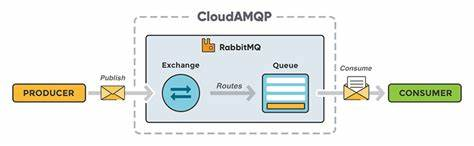 CloudAMQP
RabbitMQ
Exchange
Queue
Publish
Consume
PRODUCER
Routes
CONSUMER